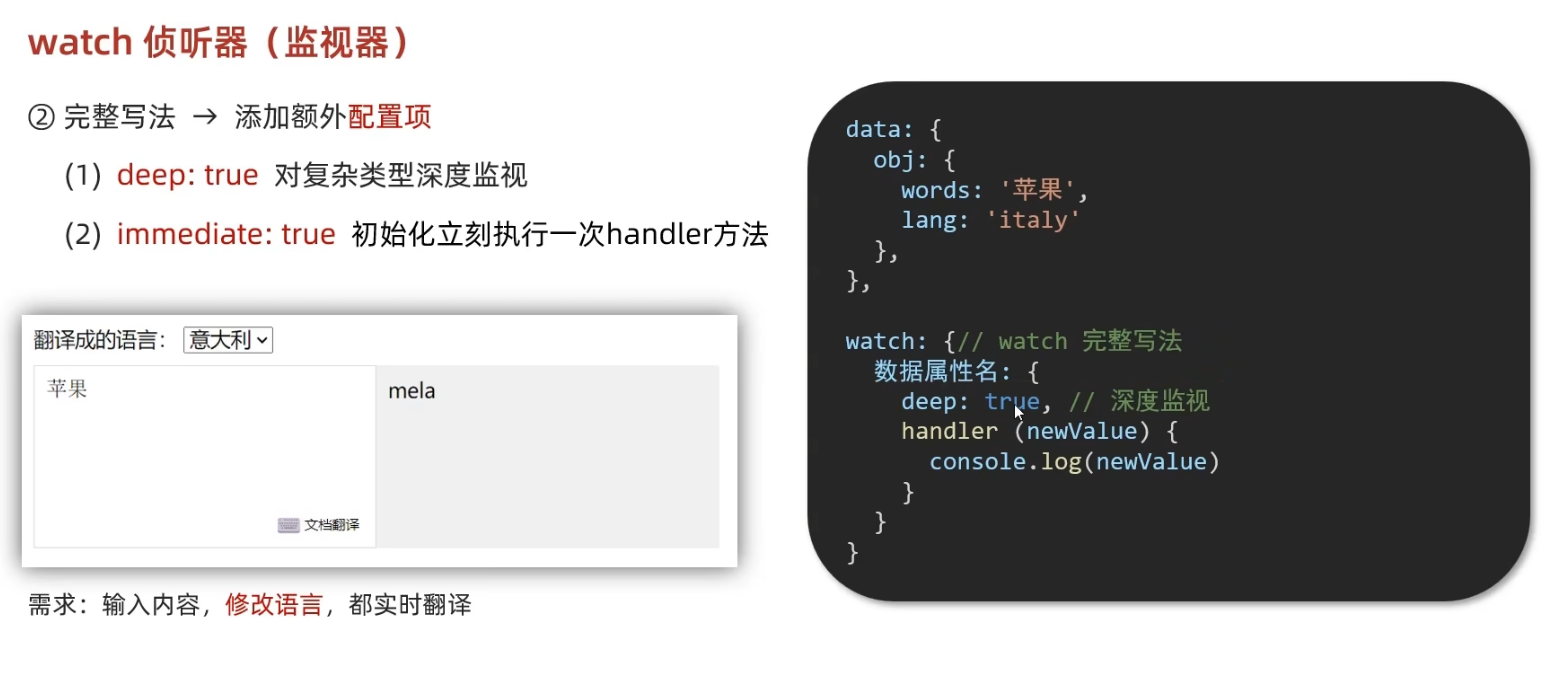 watch 侦听器（监视器）
② 完整写法 → 添加额外配置项
(1) deep: true 对复杂类型深度监视
(2) immediate: true 初始化立刻执行一次handler方法
翻译成的语言： 意大利
苹果
mela
文档翻译
需求：输入内容，修改语言，都实时翻译
data: {
obj: {
words: '苹果',
lang: 'italy'
},
},
watch: {// watch 完整写法
数据属性名: {
deep: true, // 深度监视
handler (newValue) {
console.log(newValue)
}
}
}